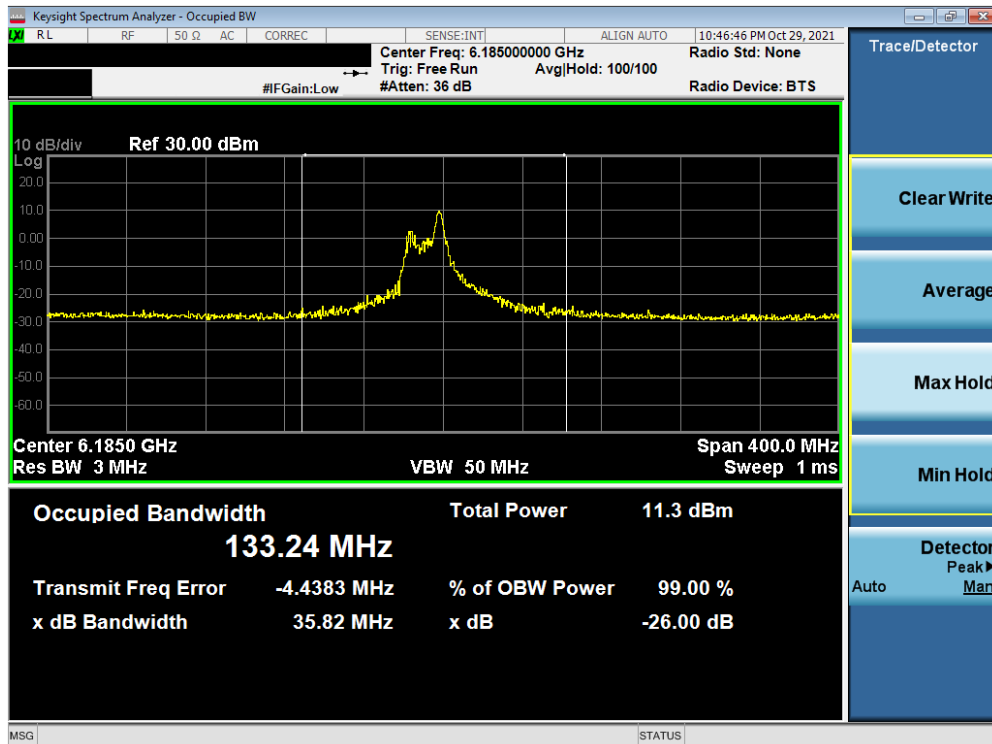 Keysight Spectrum Analyzer - Occupied BW
LXI RL RF 50 Ω AC CORREC SENSE:INT ALIGN AUTO 10:46:46 PM Oct 29, 2021
Center Freq: 6.185000000 GHz Radio Std: None
Trig: Free Run Avg|Hold: 100/100
#IFGain:Low #Atten: 36 dB Radio Device: BTS
Trace/Detector
10 dB/div Ref 30.00 dBm
Log
20.0
10.0
0.00
-10.0
-20.0
-30.0
-40.0
-50.0
-60.0
Center 6.1850 GHz Span 400.0 MHz
Res BW 3 MHz VBW 50 MHz Sweep 1 ms
Occupied Bandwidth Total Power 11.3 dBm
133.24 MHz
Transmit Freq Error -4.4383 MHz % of OBW Power 99.00 %
x dB Bandwidth 35.82 MHz x dB -26.00 dB
Clear Write
Average
Max Hold
Min Hold
Detector
Peak
Auto Man
MSG STATUS